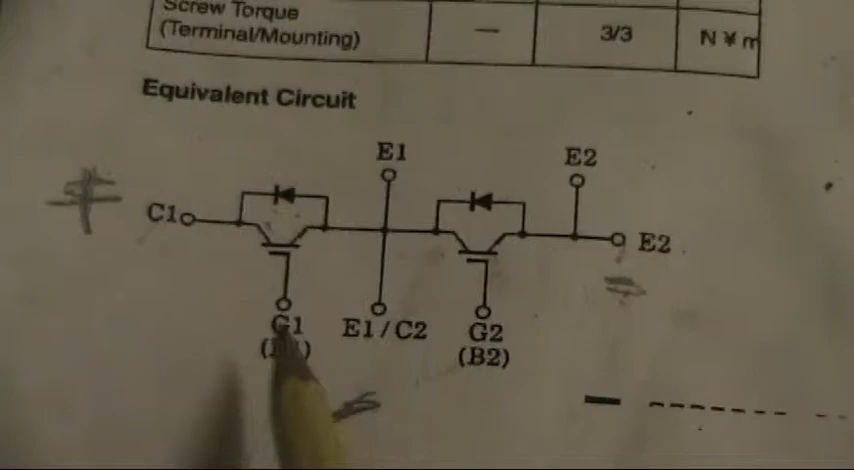 Screw Torque
(Terminal/Mounting) — 3/3 N ¥ m
Equivalent Circuit
E1
E2
C1
E2
G1
E1/C2
G2
(B2)